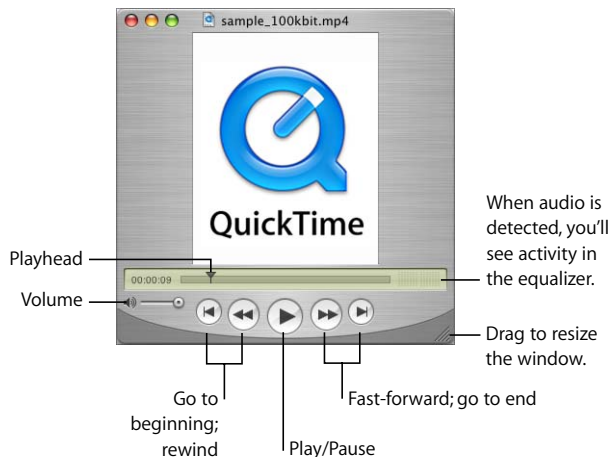 sample_100kbit.mp4
QuickTime
When audio is
detected, you'll
see activity in
the equalizer.
Playhead
00:00:09
Volume
Drag to resize
the window.
Go to
beginning;
rewind
Fast-forward; go to end
Play/Pause